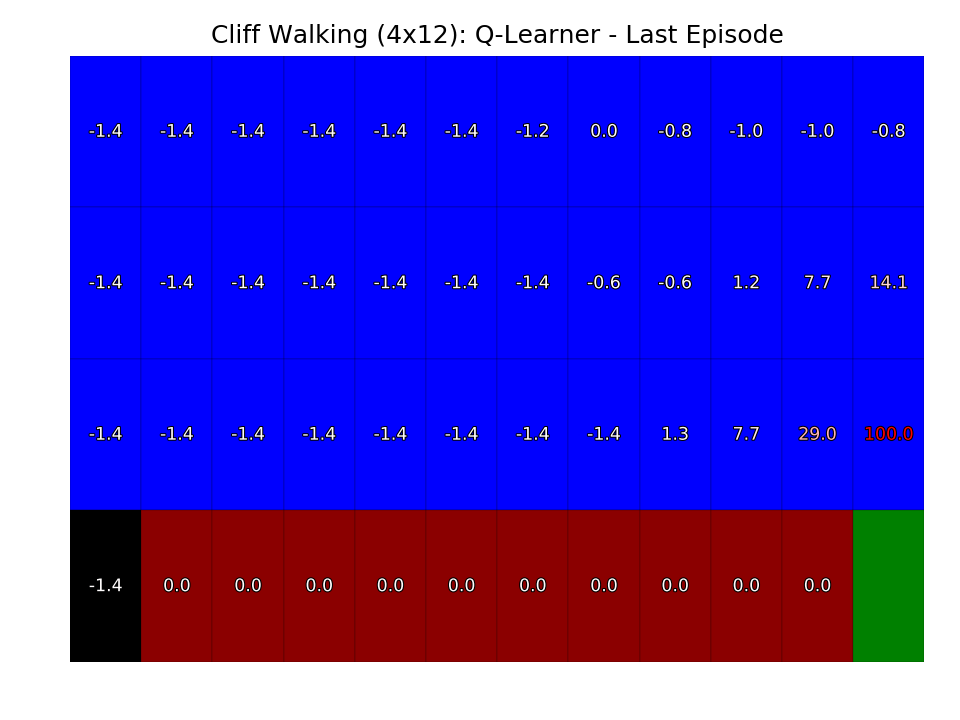 Cliff Walking (4x12): Q-Learner - Last Episode
-1.4 -1.4 -1.4 -1.4 -1.4 -1.4 -1.2 0.0 -0.8 -1.0 -1.0 -0.8
-1.4 -1.4 -1.4 -1.4 -1.4 -1.4 -1.4 -0.6 -0.6 1.2 7.7 14.1
-1.4 -1.4 -1.4 -1.4 -1.4 -1.4 -1.4 -1.4 1.3 7.7 29.0 100.0
-1.4 0.0 0.0 0.0 0.0 0.0 0.0 0.0 0.0 0.0 0.0